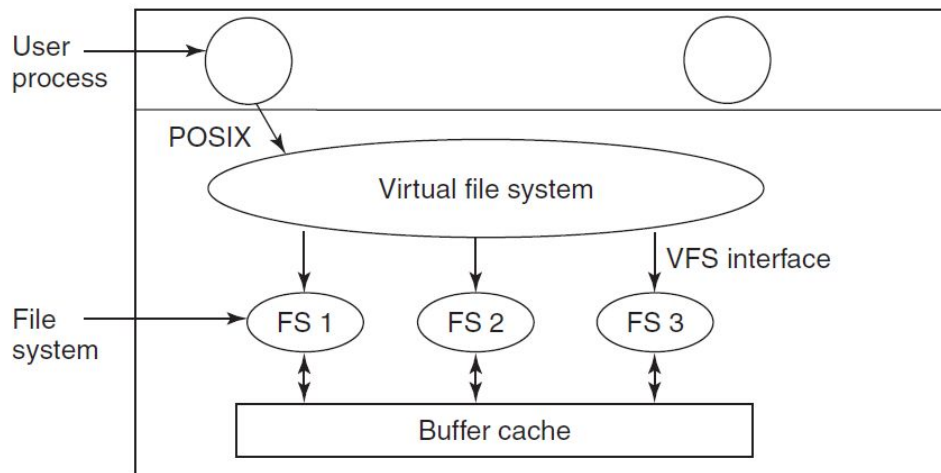 User
process
POSIX
Virtual file system
VFS interface
File
system
FS 1
FS 2
FS 3
Buffer cache